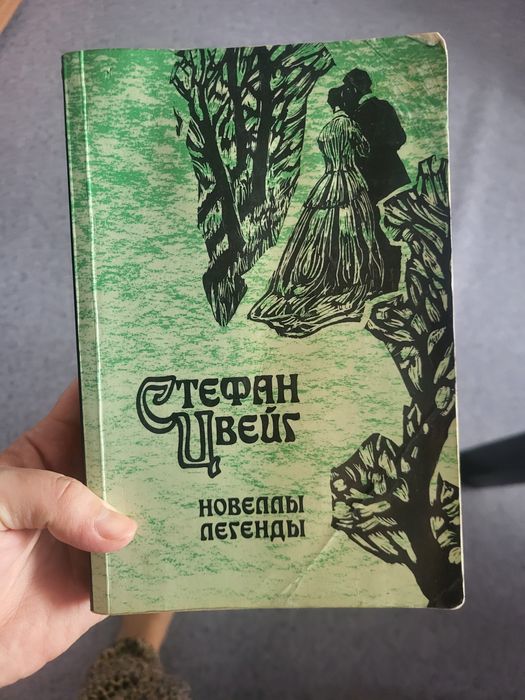 Стефан
Цвейг
новеллы
легенды